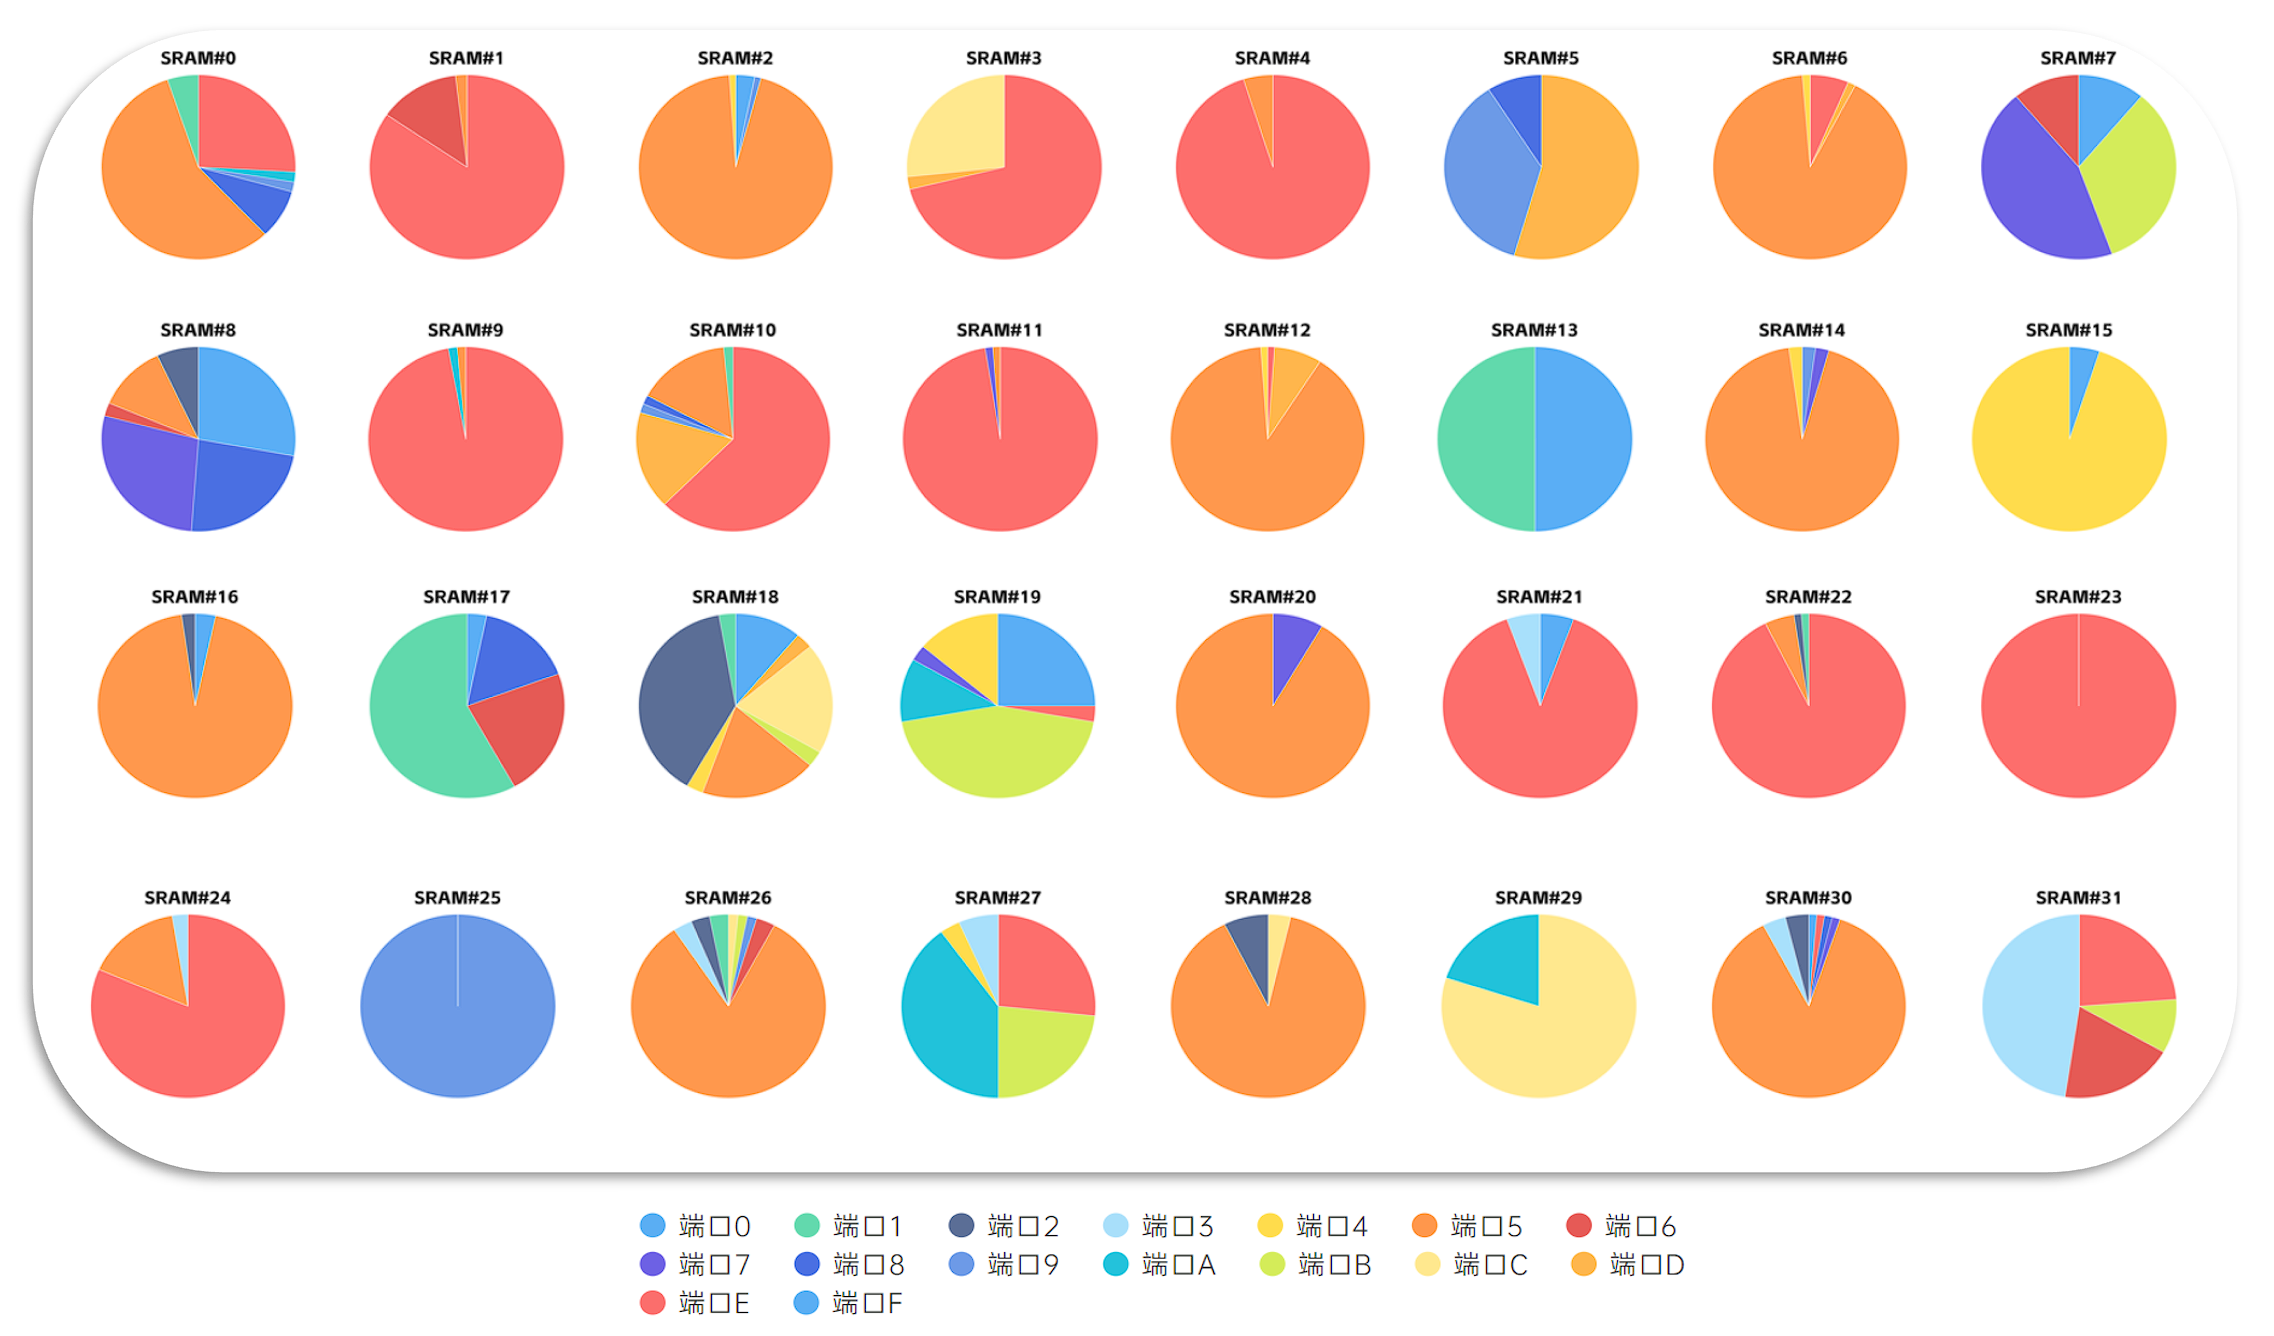 SRAM#0 SRAM#1 SRAM#2 SRAM#3 SRAM#4 SRAM#5 SRAM#6 SRAM#7
SRAM#8 SRAM#9 SRAM#10 SRAM#11 SRAM#12 SRAM#13 SRAM#14 SRAM#15
SRAM#16 SRAM#17 SRAM#18 SRAM#19 SRAM#20 SRAM#21 SRAM#22 SRAM#23
SRAM#24 SRAM#25 SRAM#26 SRAM#27 SRAM#28 SRAM#29 SRAM#30 SRAM#31
端口0 端口1 端口2 端口3 端口4 端口5 端口6
端口7 端口8 端口9 端口A 端口B 端口C 端口D
端口E 端口F